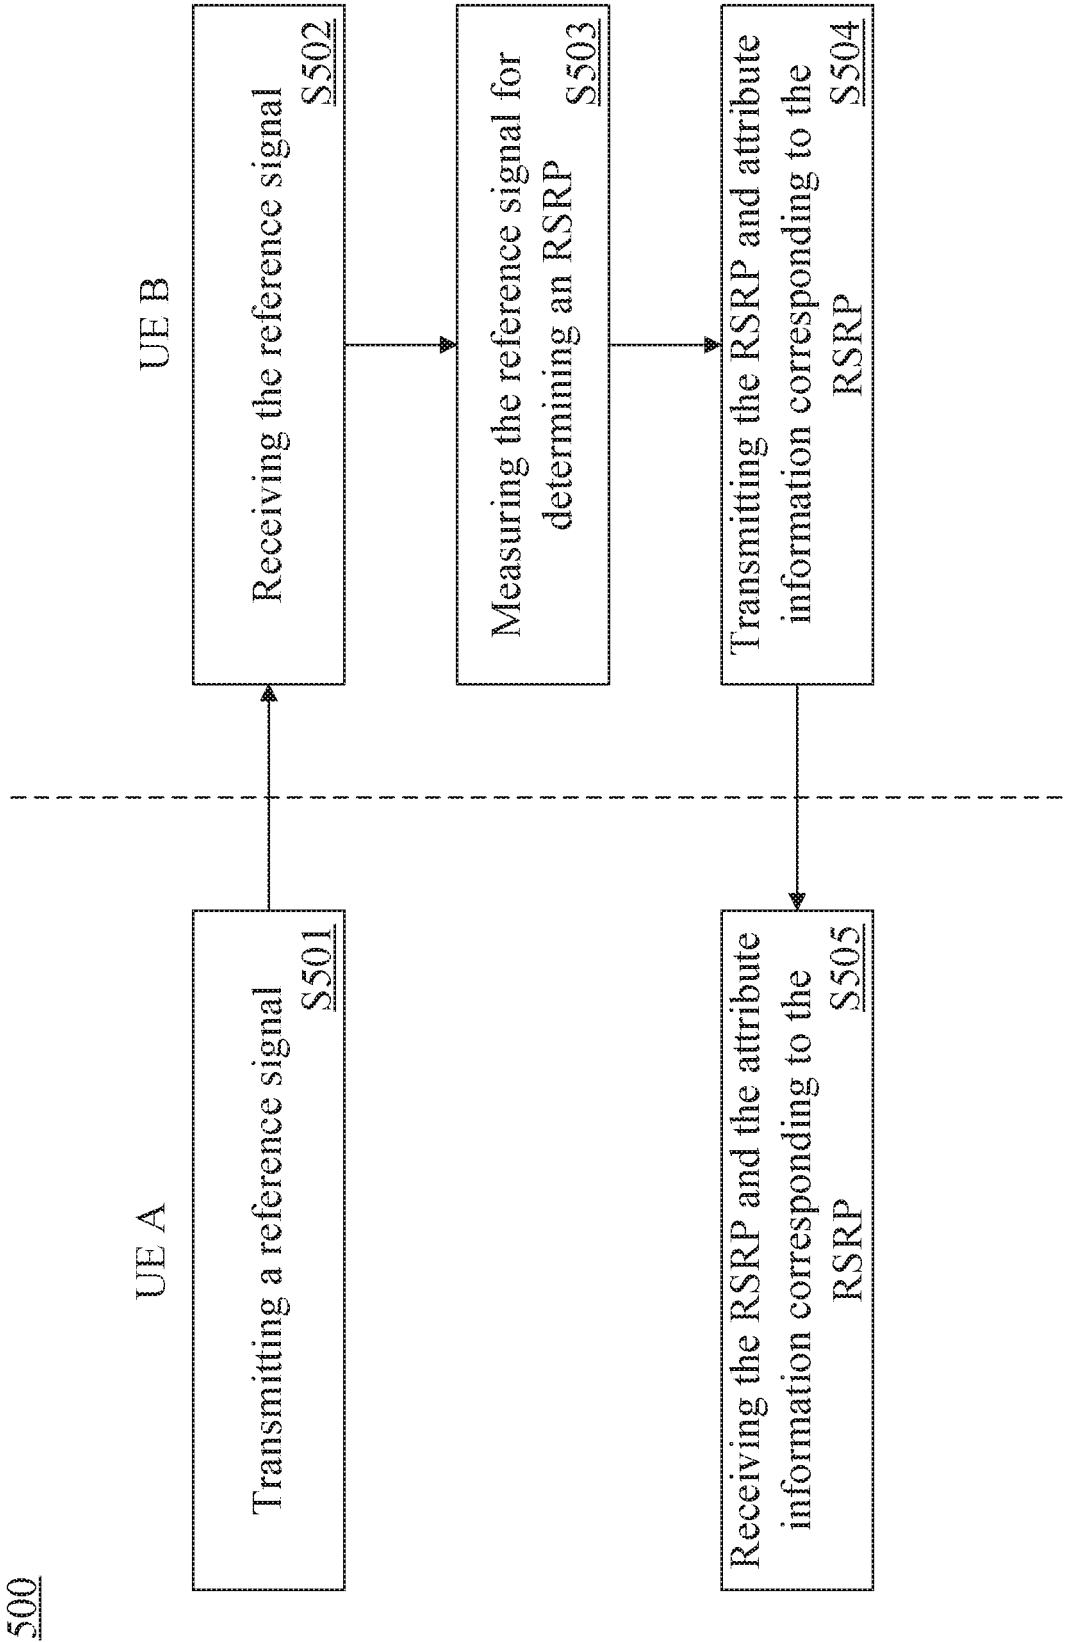 500
UE A
UE B
Transmitting a reference signal
S501
Receiving the reference signal
S502
Measuring the reference signal for
determining an RSRP
S503
Transmitting the RSRP and attribute
information corresponding to the
RSRP
S504
Receiving the RSRP and the attribute
information corresponding to the
RSRP
S505